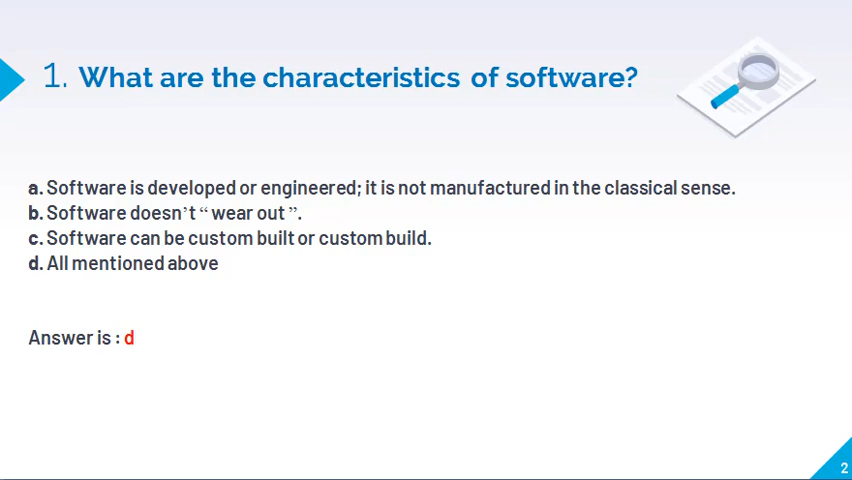 1. What are the characteristics of software?
a. Software is developed or engineered; it is not manufactured in the classical sense.
b. Software doesn’t “ wear out ”.
c. Software can be custom built or custom build.
d. All mentioned above
Answer is : d
2